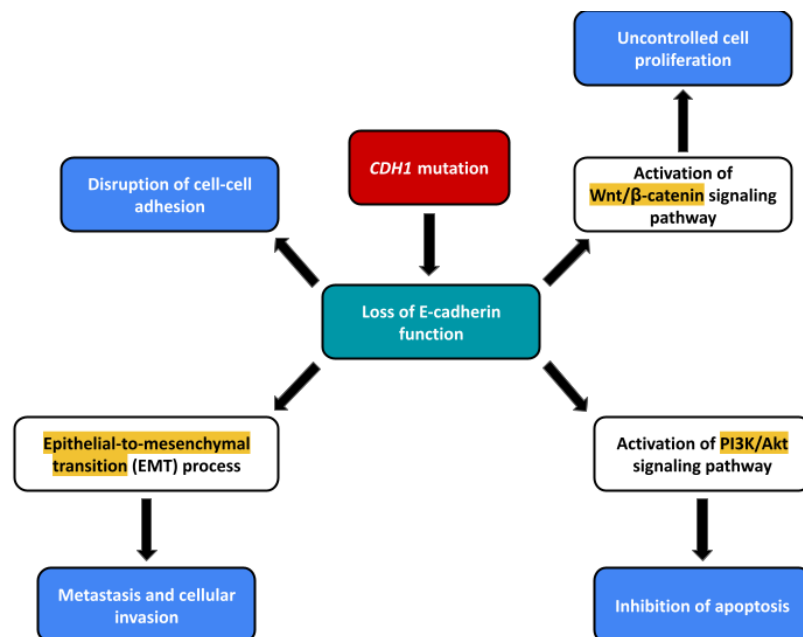 Uncontrolled cell
proliferation
CDH1 mutation
Disruption of cell-cell
adhesion
Activation of
Wnt/β-catenin signaling
pathway
Loss of E-cadherin
function
Epithelial-to-mesenchymal
transition (EMT) process
Activation of PI3K/Akt
signaling pathway
Metastasis and cellular
invasion
Inhibition of apoptosis